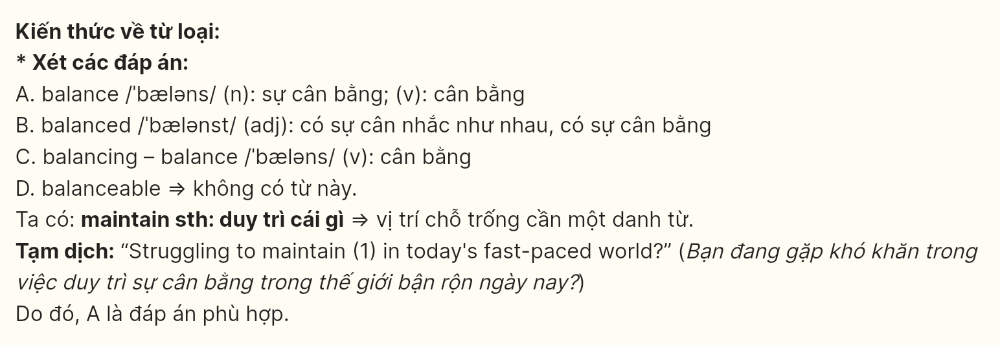 Kiến thức về từ loại:
* Xét các đáp án:
A. balance /ˈbæləns/ (n): sự cân bằng; (v): cân bằng
B. balanced /ˈbælənst/ (adj): có sự cân nhắc như nhau, có sự cân bằng
C. balancing – balance /ˈbæləns/ (v): cân bằng
D. balanceable ⇒ không có từ này.
Ta có: maintain sth: duy trì cái gì ⇒ vị trí chỗ trống cần một danh từ.
Tạm dịch: “Struggling to maintain (1) in today's fast-paced world?” (Bạn đang gặp khó khăn trong
việc duy trì sự cân bằng trong thế giới bận rộn ngày nay?)
Do đó, A là đáp án phù hợp.